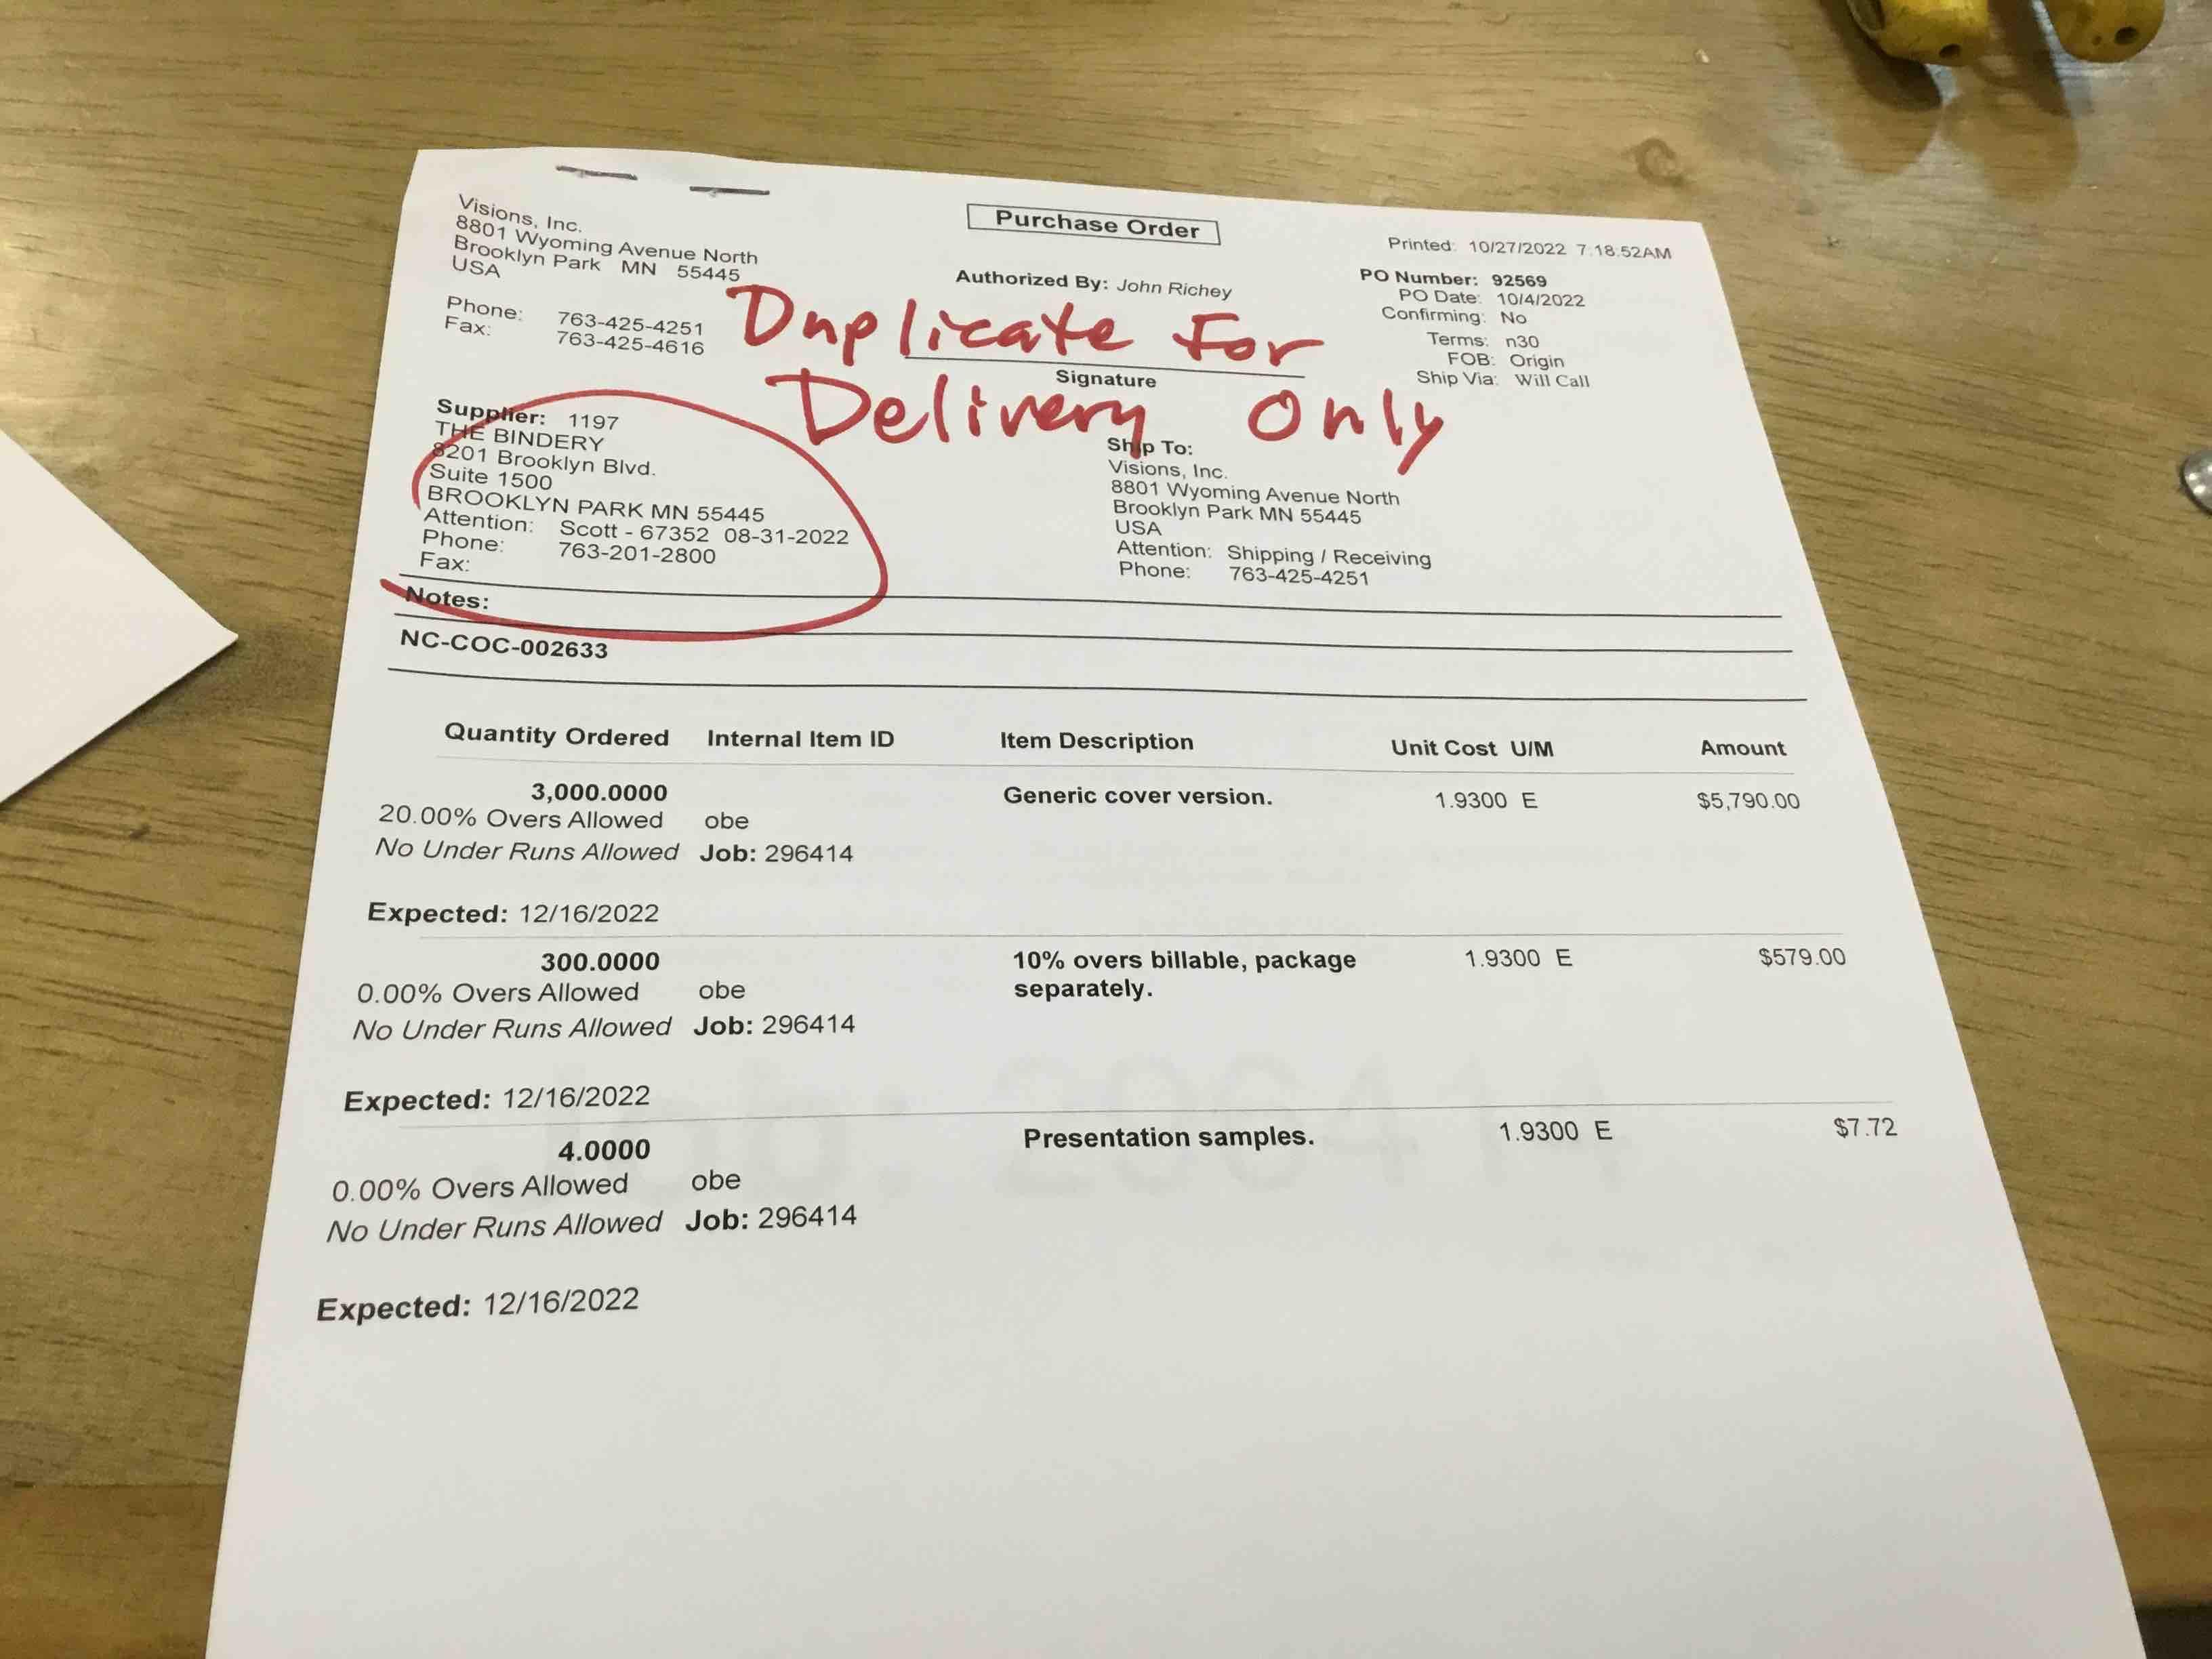 Visions, Inc.
8801 Wyoming Avenue North
Brooklyn Park MN 55445
USA
Phone: 763-425-4251
Fax: 763-425-4616
Purchase Order
Authorized By: John Richey
Duplicate For
Signature
Delivery Only
Printed: 10/27/2022 7:18:52AM
PO Number: 92569
PO Date: 10/4/2022
Confirming: No
Terms: n30
FOB: Origin
Ship Via: Will Call
Supplier: 1197
THE BINDERY
8201 Brooklyn Blvd.
Suite 1500
BROOKLYN PARK MN 55445
Attention: Scott - 67352 08-31-2022
Phone: 763-201-2800
Fax:
Ship To:
Visions, Inc.
8801 Wyoming Avenue North
Brooklyn Park MN 55445
USA
Attention: Shipping / Receiving
Phone: 763-425-4251
Notes:
NC-COC-002633
Quantity Ordered Internal Item ID Item Description Unit Cost U/M Amount
3,000.0000 Generic cover version. 1.9300 E $5,790.00
20.00% Overs Allowed obe
No Under Runs Allowed Job: 296414
Expected: 12/16/2022
300.0000 10% overs billable, package 1.9300 E $579.00
separately.
0.00% Overs Allowed obe
No Under Runs Allowed Job: 296414
Expected: 12/16/2022
4.0000 Presentation samples. 1.9300 E $7.72
0.00% Overs Allowed obe
No Under Runs Allowed Job: 296414
Expected: 12/16/2022
Job: 296414